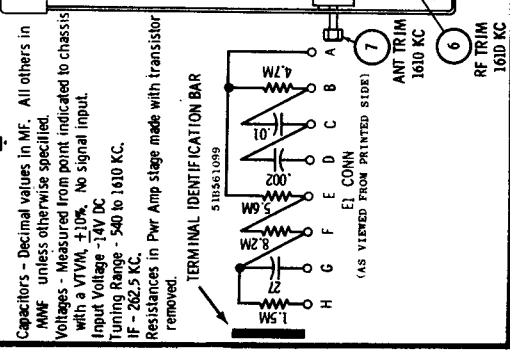 Capacitors - Decimal values in MF. All others in
MMF unless otherwise specified.
Voltages - Measured from point indicated to chassis
with a VTVM, ±10%. No signal input.
Input Voltage -14V DC
Tuning Range - 540 to 1610 KC.
IF - 262.5 KC.
Resistances in Pwr Amp stage made with transistor
removed.
TERMINAL IDENTIFICATION BAR
51B561099
1.5M
27
8.2M
5.6M
.002
.01
4.7M
H
G
F
E
D
C
B
A
E1 CONN
(AS VIEWED FROM PRINTED SIDE)
7
ANT TRIM
1610 KC
6
RF TRIM
1610 KC